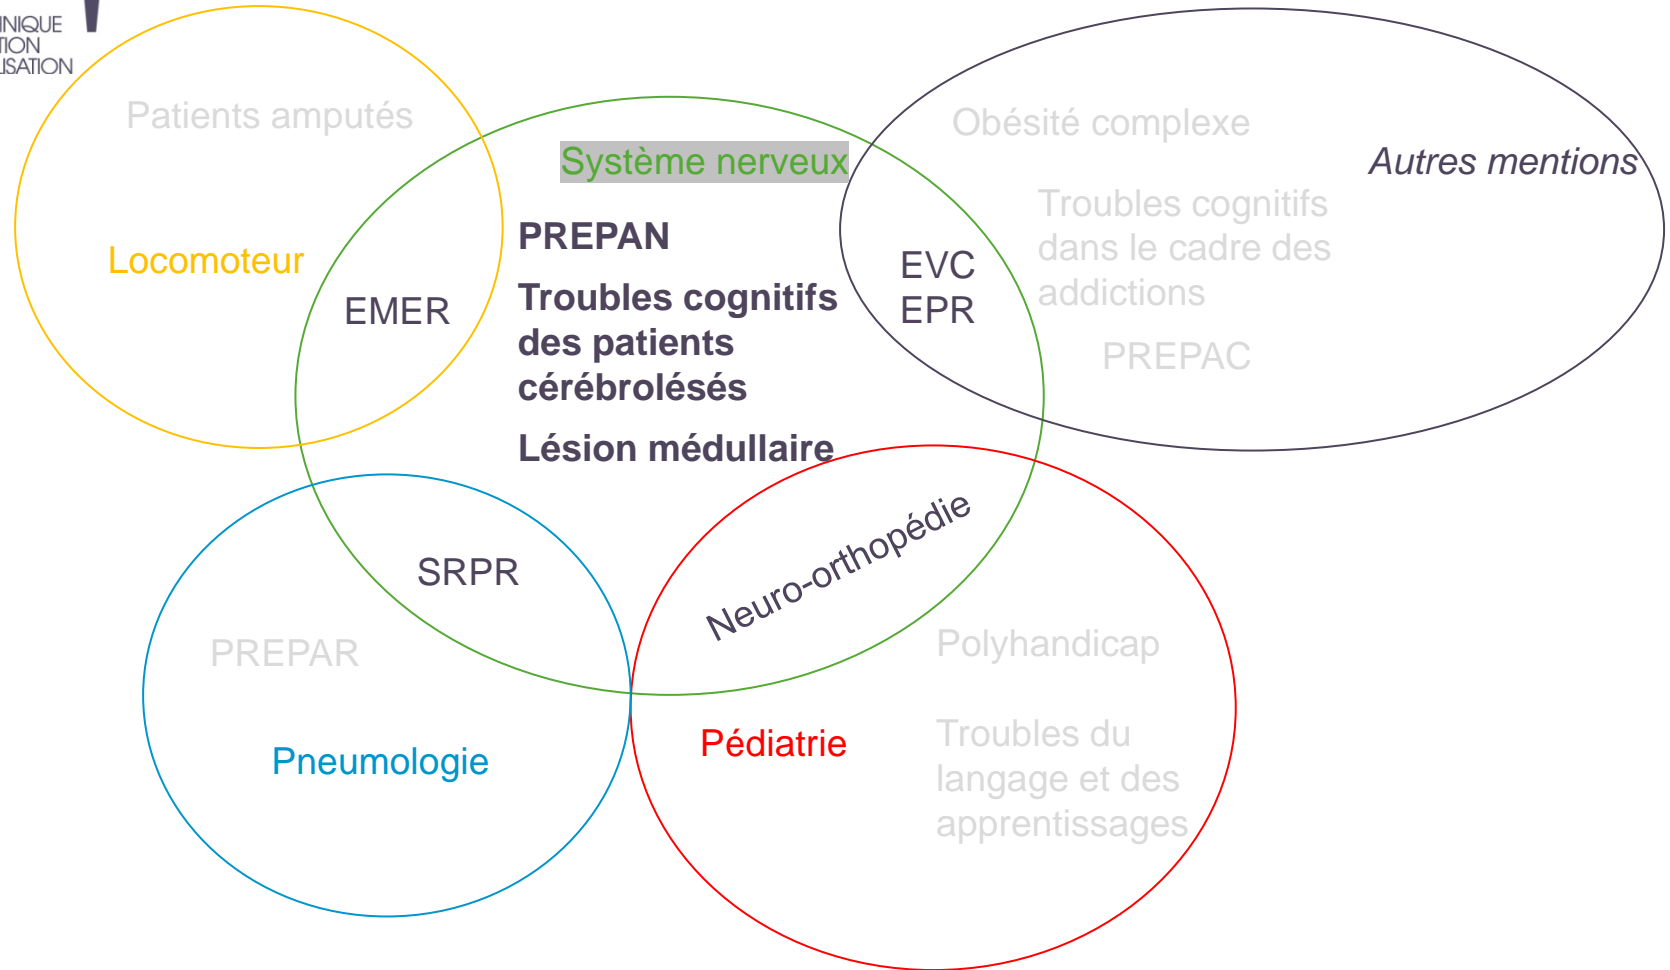 NIQUE
TION
ISATION
Patients amputés
Locomoteur
EMER
Système nerveux
PREPAN
Troubles cognitifs
des patients
cérébrolésés
Lésion médullaire
Obésité complexe
Autres mentions
Troubles cognitifs
dans le cadre des
addictions
EVC
EPR
PREPAC
SRPR
PREPAR
Pneumologie
Neuro-orthopédie
Polyhandicap
Pédiatrie
Troubles du
langage et des
apprentissages